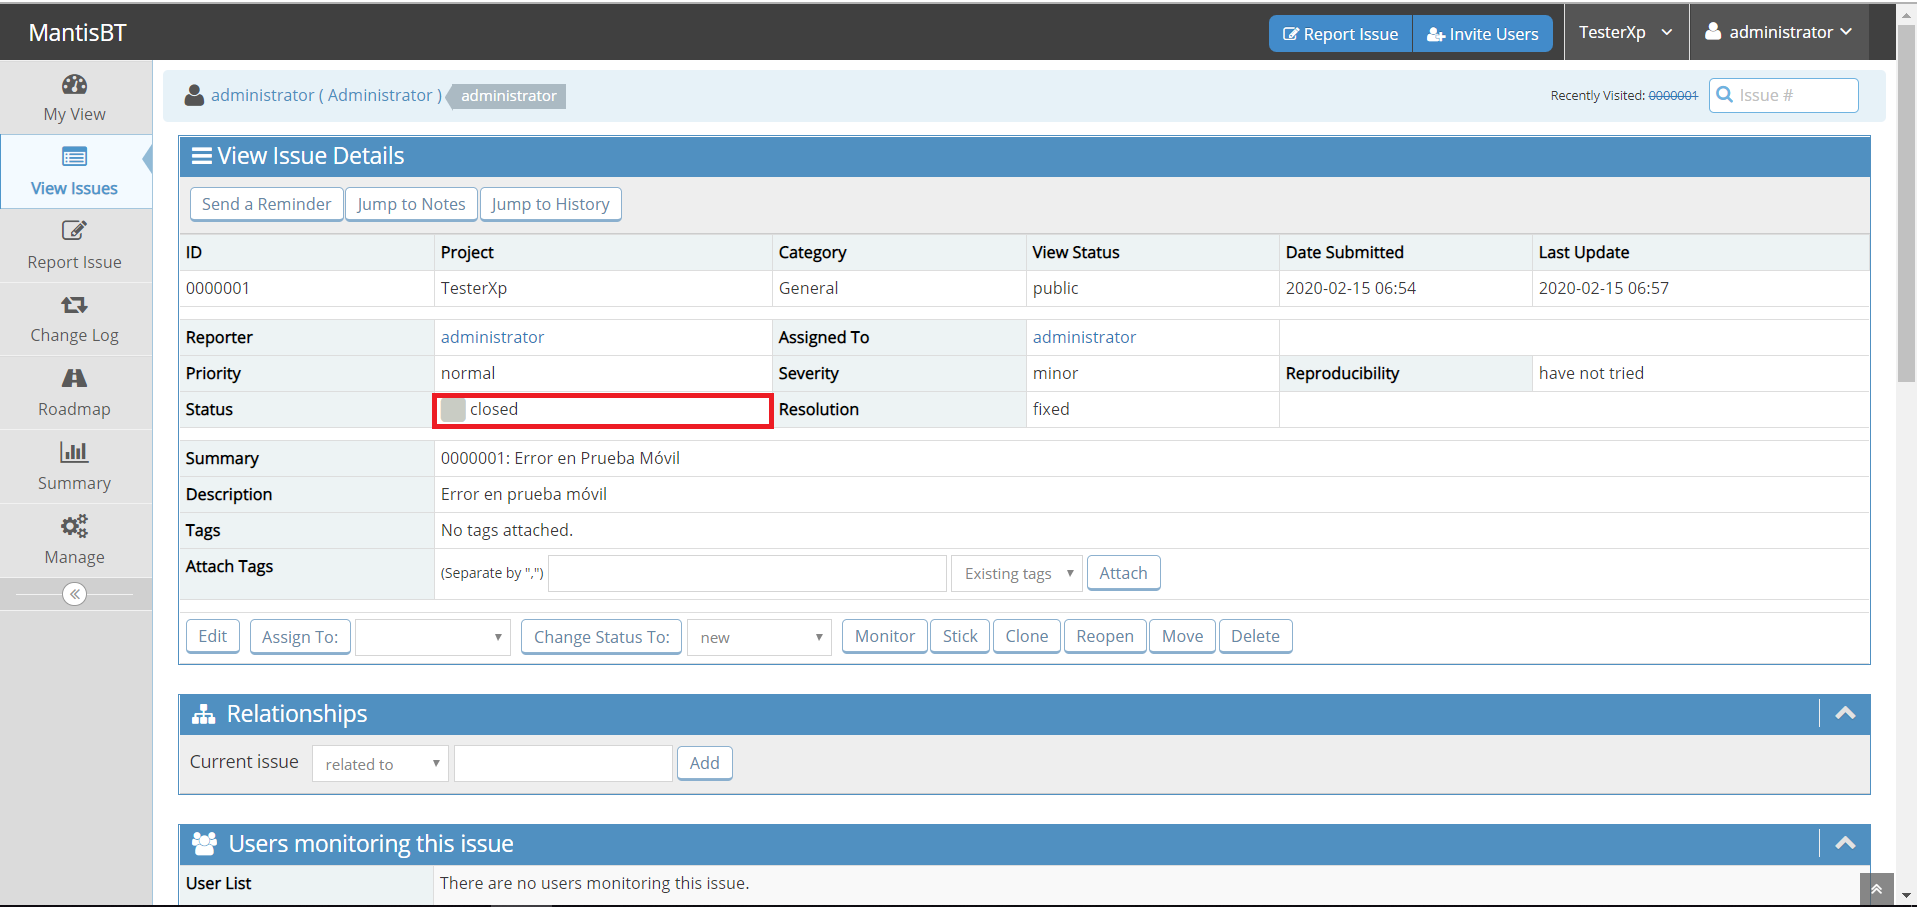 MantisBT
Report Issue Invite Users TesterXp administrator
My View
View Issues
Report Issue
Change Log
Roadmap
Summary
Manage
administrator ( Administrator ) administrator
Recently Visited: 0000001 Issue #
View Issue Details
Send a Reminder Jump to Notes Jump to History
ID Project Category View Status Date Submitted Last Update
0000001 TesterXp General public 2020-02-15 06:54 2020-02-15 06:57
Reporter administrator Assigned To administrator
Priority normal Severity minor Reproducibility have not tried
Status closed Resolution fixed
Summary 0000001: Error en Prueba Móvil
Description Error en prueba móvil
Tags No tags attached.
Attach Tags (Separate by ",") Existing tags Attach
Edit Assign To: Change Status To: new Monitor Stick Clone Reopen Move Delete
Relationships
Current issue related to Add
Users monitoring this issue
User List There are no users monitoring this issue.